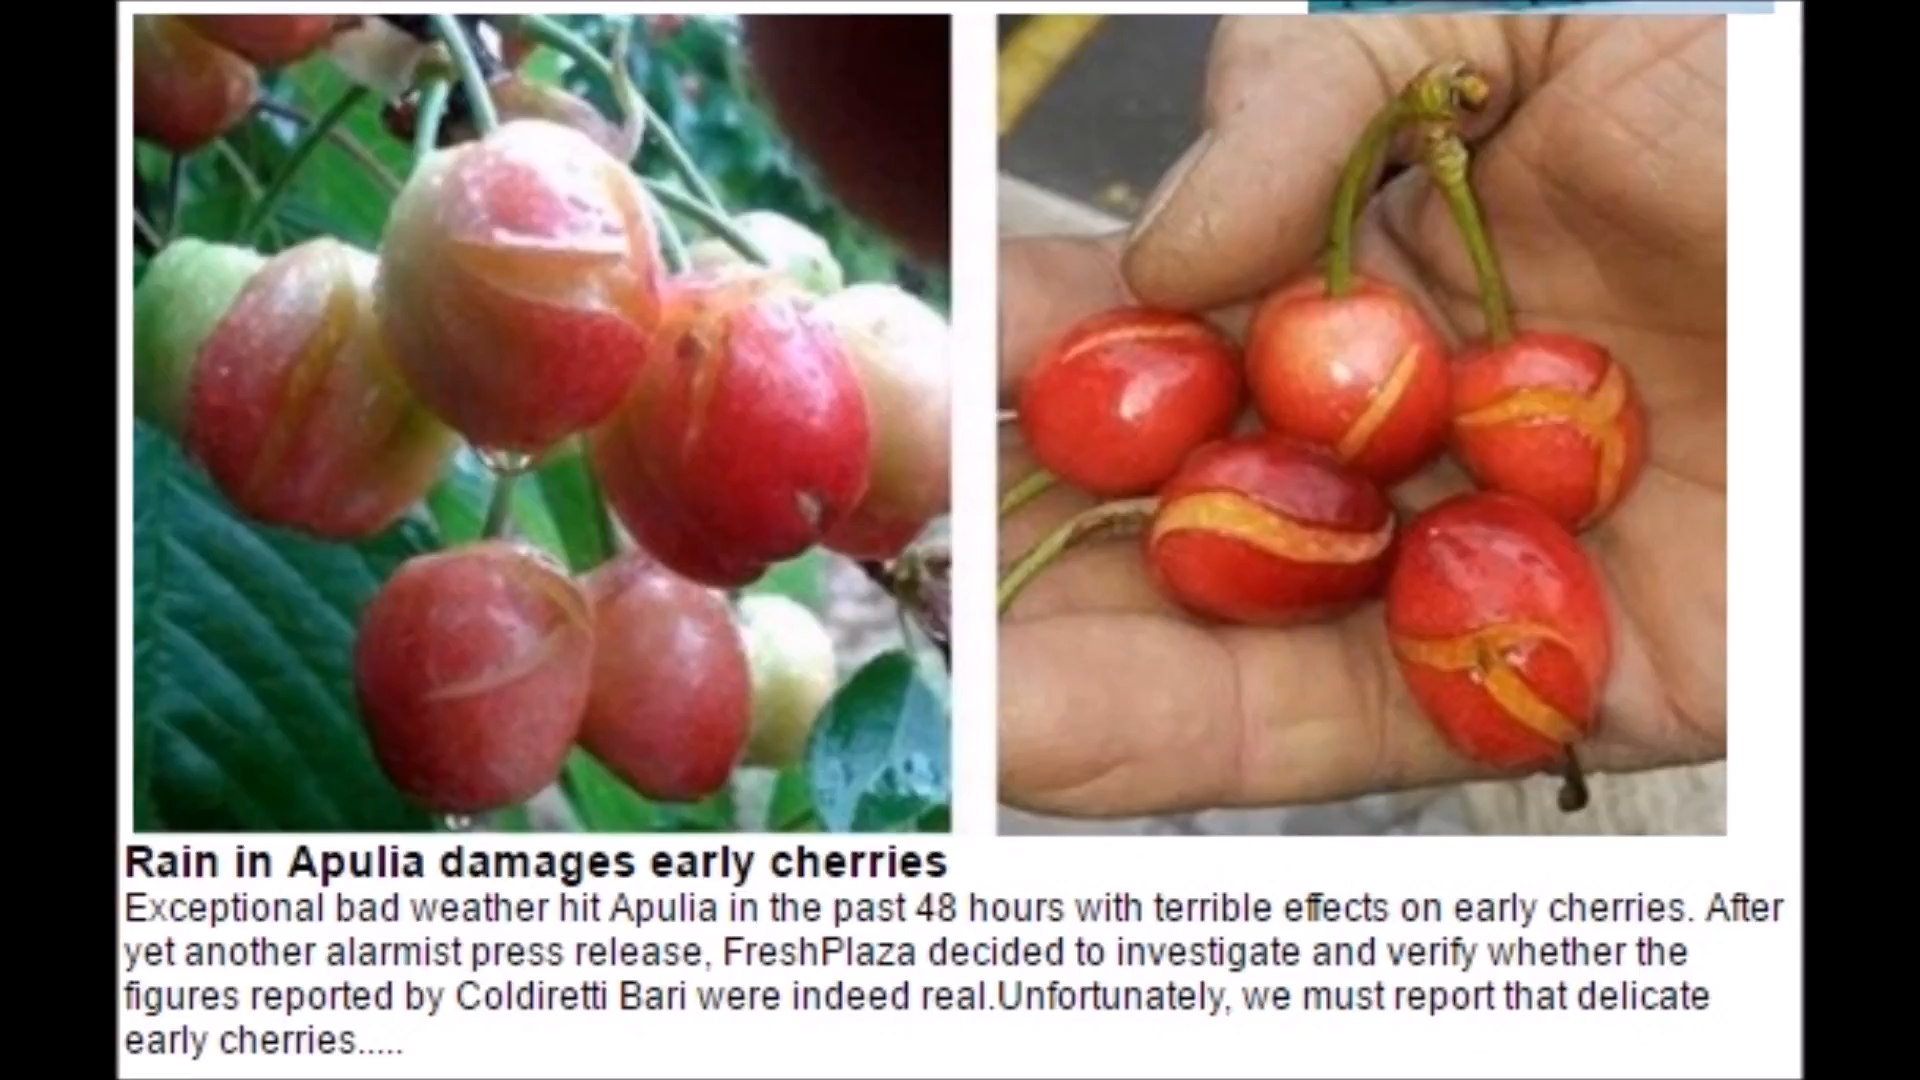 Rain in Apulia damages early cherries
Exceptional bad weather hit Apulia in the past 48 hours with terrible effects on early cherries. After
yet another alarmist press release, FreshPlaza decided to investigate and verify whether the
figures reported by Coldiretti Bari were indeed real.Unfortunately, we must report that delicate
early cherries.....